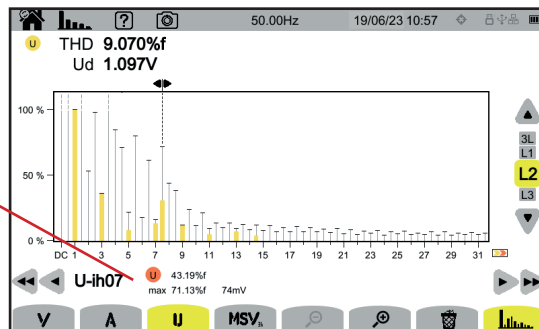 ? 50.00Hz 19/06/23 10:57
U THD 9.070%f
Ud 1.097V
100 %
50 %
0 %
DC 1 3 5 7 9 11 13 15 17 19 21 23 25 27 29 31
3L
L1
L2
L3
U-ih07 U 43.19%f
max 71.13%f 74mV
V A U MSV3h